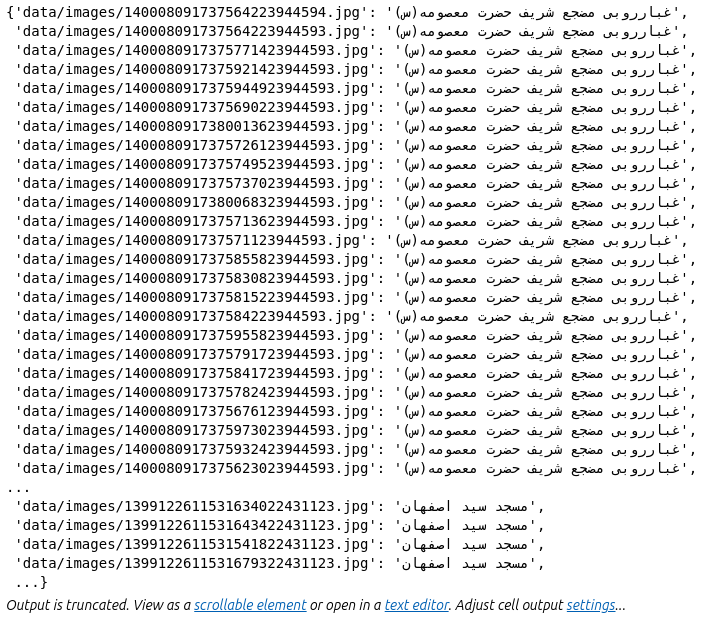 {'data/images/140008091737564223944594.jpg': 'غبارروبی مضجع شریف حضرت معصومه(س)',
'data/images/140008091737564223944593.jpg': 'غبارروبی مضجع شریف حضرت معصومه(س)',
'data/images/1400080917375771423944593.jpg': 'غبارروبی مضجع شریف حضرت معصومه(س)',
'data/images/1400080917375921423944593.jpg': 'غبارروبی مضجع شریف حضرت معصومه(س)',
'data/images/1400080917375944923944593.jpg': 'غبارروبی مضجع شریف حضرت معصومه(س)',
'data/images/1400080917375690223944593.jpg': 'غبارروبی مضجع شریف حضرت معصومه(س)',
'data/images/1400080917380013623944593.jpg': 'غبارروبی مضجع شریف حضرت معصومه(س)',
'data/images/1400080917375726123944593.jpg': 'غبارروبی مضجع شریف حضرت معصومه(س)',
'data/images/1400080917375749523944593.jpg': 'غبارروبی مضجع شریف حضرت معصومه(س)',
'data/images/1400080917375737023944593.jpg': 'غبارروبی مضجع شریف حضرت معصومه(س)',
'data/images/1400080917380068323944593.jpg': 'غبارروبی مضجع شریف حضرت معصومه(س)',
'data/images/1400080917375713623944593.jpg': 'غبارروبی مضجع شریف حضرت معصومه(س)',
'data/images/140008091737571123944593.jpg': 'غبارروبی مضجع شریف حضرت معصومه(س)',
'data/images/1400080917375855823944593.jpg': 'غبارروبی مضجع شریف حضرت معصومه(س)',
'data/images/1400080917375830823944593.jpg': 'غبارروبی مضجع شریف حضرت معصومه(س)',
'data/images/1400080917375815223944593.jpg': 'غبارروبی مضجع شریف حضرت معصومه(س)',
'data/images/140008091737584223944593.jpg': 'غبارروبی مضجع شریف حضرت معصومه(س)',
'data/images/1400080917375955823944593.jpg': 'غبارروبی مضجع شریف حضرت معصومه(س)',
'data/images/1400080917375791723944593.jpg': 'غبارروبی مضجع شریف حضرت معصومه(س)',
'data/images/1400080917375841723944593.jpg': 'غبارروبی مضجع شریف حضرت معصومه(س)',
'data/images/1400080917375782423944593.jpg': 'غبارروبی مضجع شریف حضرت معصومه(س)',
'data/images/1400080917375676123944593.jpg': 'غبارروبی مضجع شریف حضرت معصومه(س)',
'data/images/1400080917375973023944593.jpg': 'غبارروبی مضجع شریف حضرت معصومه(س)',
'data/images/1400080917375932423944593.jpg': 'غبارروبی مضجع شریف حضرت معصومه(س)',
'data/images/1400080917375623023944593.jpg': 'غبارروبی مضجع شریف حضرت معصومه(س)',
...
'data/images/1399122611531634022431123.jpg': 'مسجد سید اصفهان',
'data/images/1399122611531643422431123.jpg': 'مسجد سید اصفهان',
'data/images/1399122611531541822431123.jpg': 'مسجد سید اصفهان',
'data/images/1399122611531679322431123.jpg': 'مسجد سید اصفهان',
...}
Output is truncated. View as a scrollable element or open in a text editor. Adjust cell output settings...